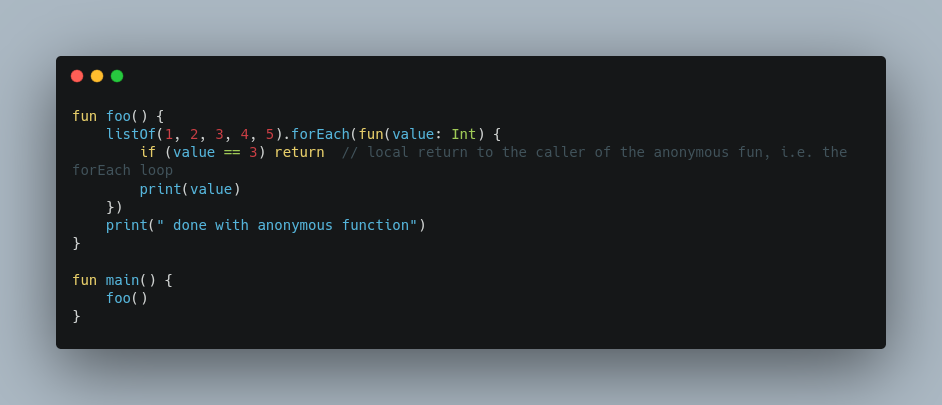 fun foo() {
    listOf(1, 2, 3, 4, 5).forEach(fun(value: Int) {
        if (value == 3) return  // local return to the caller of the anonymous fun, i.e. the
forEach loop
        print(value)
    })
    print(" done with anonymous function")
}

fun main() {
    foo()
}